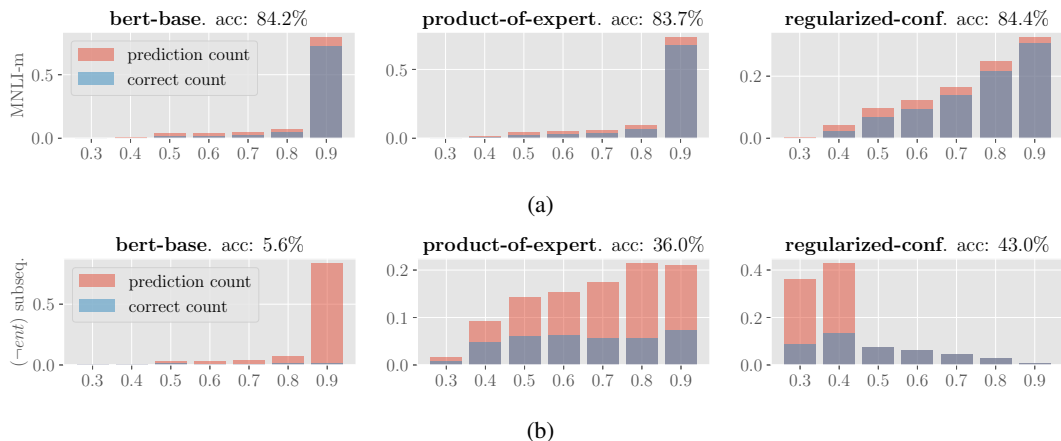 bert-base. acc: 84.2%
product-of-expert. acc: 83.7%
regularized-conf. acc: 84.4%
MNLI-m
prediction count
correct count
0.5
0.0
0.3 0.4 0.5 0.6 0.7 0.8 0.9
0.5
0.0
0.3 0.4 0.5 0.6 0.7 0.8 0.9
0.2
0.0
0.3 0.4 0.5 0.6 0.7 0.8 0.9
(a)
bert-base. acc: 5.6%
product-of-expert. acc: 36.0%
regularized-conf. acc: 43.0%
(¬ent) subseq.
prediction count
correct count
0.5
0.0
0.3 0.4 0.5 0.6 0.7 0.8 0.9
0.2
0.1
0.0
0.3 0.4 0.5 0.6 0.7 0.8 0.9
0.4
0.2
0.0
0.3 0.4 0.5 0.6 0.7 0.8 0.9
(b)